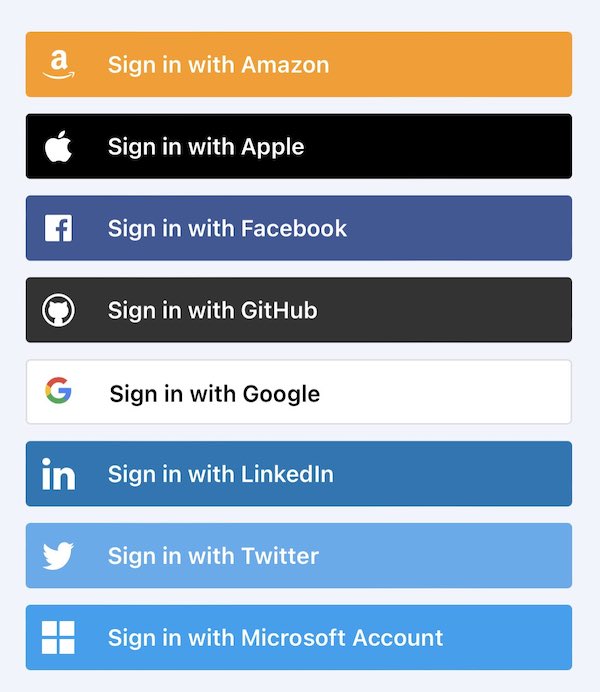 Sign in with Amazon
Sign in with Apple
Sign in with Facebook
Sign in with GitHub
Sign in with Google
Sign in with LinkedIn
Sign in with Twitter
Sign in with Microsoft Account